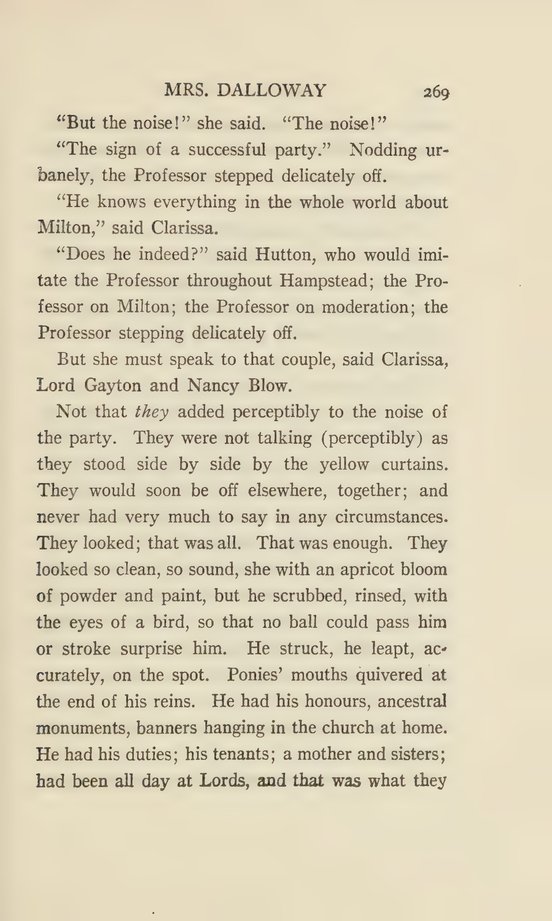 MRS. DALLOWAY 269
"But the noise!" she said. "The noise!"
"The sign of a successful party." Nodding ur-
banely, the Professor stepped delicately off.
"He knows everything in the whole world about
Milton," said Clarissa.
"Does he indeed?" said Hutton, who would imi-
tate the Professor throughout Hampstead; the Pro-
fessor on Milton; the Professor on moderation; the
Professor stepping delicately off.
But she must speak to that couple, said Clarissa,
Lord Gayton and Nancy Blow.
Not that they added perceptibly to the noise of
the party. They were not talking (perceptibly) as
they stood side by side by the yellow curtains.
They would soon be off elsewhere, together; and
never had very much to say in any circumstances.
They looked; that was all. That was enough. They
looked so clean, so sound, she with an apricot bloom
of powder and paint, but he scrubbed, rinsed, with
the eyes of a bird, so that no ball could pass him
or stroke surprise him. He struck, he leapt, ac-
curately, on the spot. Ponies' mouths quivered at
the end of his reins. He had his honours, ancestral
monuments, banners hanging in the church at home.
He had his duties; his tenants; a mother and sisters;
had been all day at Lords, and that was what they